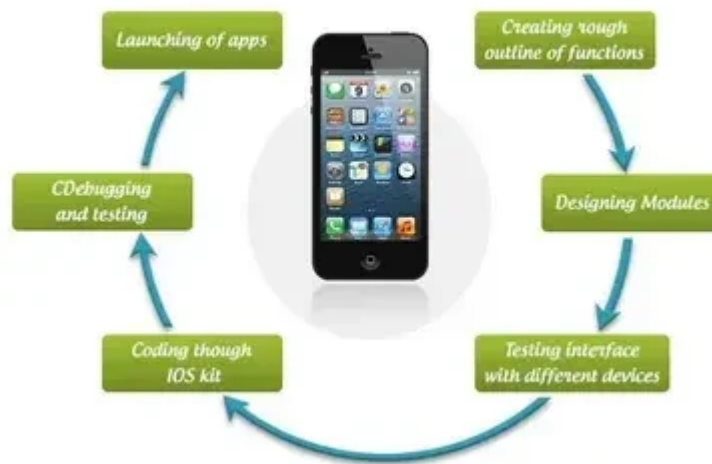 Launching of apps
Creating rough
outline of functions
CDebugging
and testing
Designing Modules
Coding though
IOS kit
Testing interface
with different devices